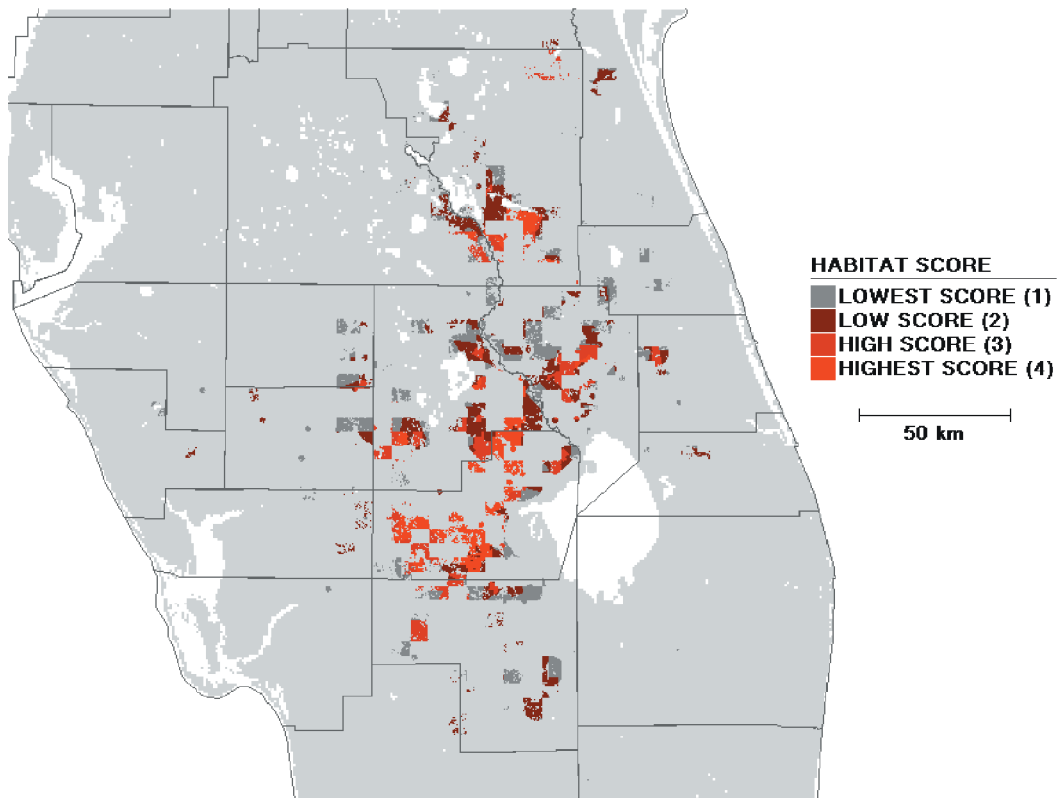 HABITAT SCORE
LOWEST SCORE (1)
LOW SCORE (2)
HIGH SCORE (3)
HIGHEST SCORE (4)
50 km